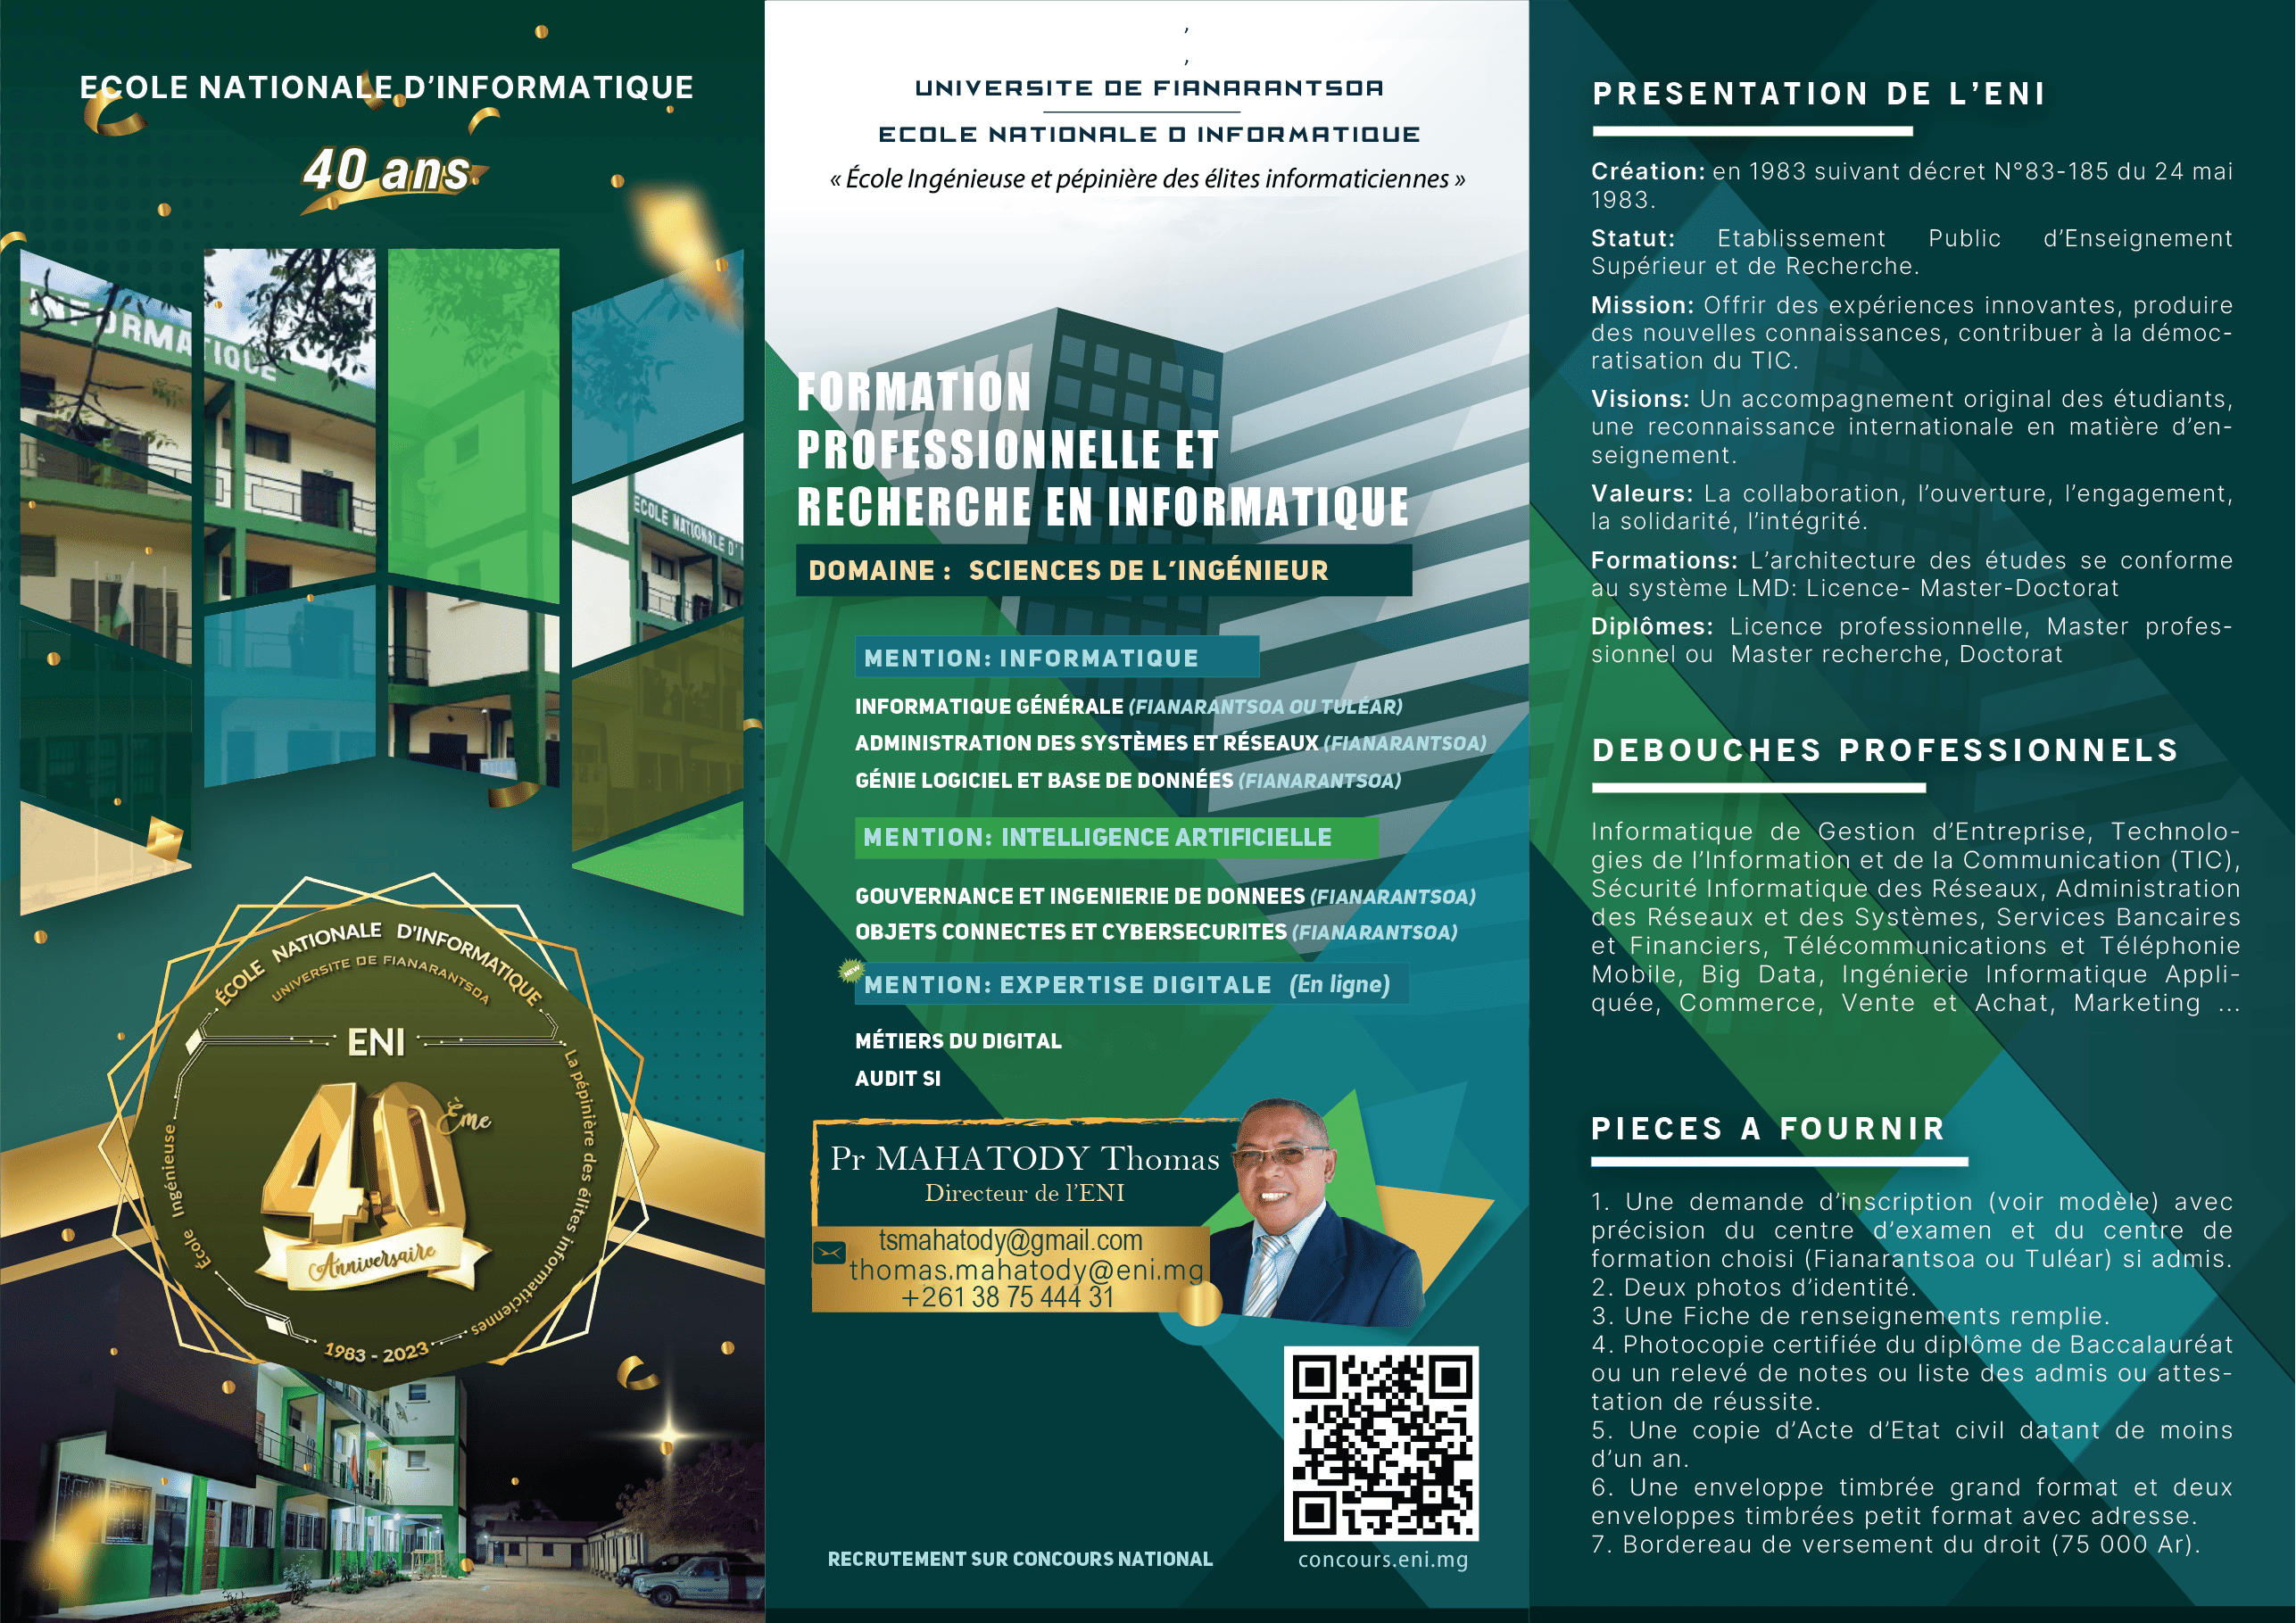 ECOLE NATIONALE D’INFORMATIQUE
40 ans
INFORMATIQUE
ECOLE NATIONALE D'I
ÉCOLE NATIONALE D'INFORMATIQUE
UNIVERSITE DE FIANARANTSOA
ENI
40 Ème
Anniversaire
École Ingénieuse
La pépinière des élites informaticiennes
1983 - 2023
,
,
UNIVERSITE DE FIANARANTSOA
ECOLE NATIONALE D INFORMATIQUE
« École Ingénieuse et pépinière des élites informaticiennes »
FORMATION
PROFESSIONNELLE ET
RECHERCHE EN INFORMATIQUE
DOMAINE : SCIENCES DE L’INGÉNIEUR
MENTION: INFORMATIQUE
INFORMATIQUE GÉNÉRALE (FIANARANTSOA OU TULÉAR)
ADMINISTRATION DES SYSTÈMES ET RÉSEAUX (FIANARANTSOA)
GÉNIE LOGICIEL ET BASE DE DONNÉES (FIANARANTSOA)
MENTION: INTELLIGENCE ARTIFICIELLE
GOUVERNANCE ET INGENIERIE DE DONNEES (FIANARANTSOA)
OBJETS CONNECTES ET CYBERSECURITES (FIANARANTSOA)
NEW
MENTION: EXPERTISE DIGITALE (En ligne)
MÉTIERS DU DIGITAL
AUDIT SI
Pr MAHATODY Thomas
Directeur de l’ENI
tsmahatody@gmail.com
thomas.mahatody@eni.mg
+261 38 75 444 31
RECRUTEMENT SUR CONCOURS NATIONAL
concours.eni.mg
PRESENTATION DE L’ENI
Création: en 1983 suivant décret N°83-185 du 24 mai
1983.
Statut: Etablissement Public d’Enseignement
Supérieur et de Recherche.
Mission: Offrir des expériences innovantes, produire
des nouvelles connaissances, contribuer à la démoc-
ratisation du TIC.
Visions: Un accompagnement original des étudiants,
une reconnaissance internationale en matière d’en-
seignement.
Valeurs: La collaboration, l’ouverture, l’engagement,
la solidarité, l’intégrité.
Formations: L’architecture des études se conforme
au système LMD: Licence- Master-Doctorat
Diplômes: Licence professionnelle, Master profes-
sionnel ou Master recherche, Doctorat
DEBOUCHES PROFESSIONNELS
Informatique de Gestion d’Entreprise, Technolo-
gies de l’Information et de la Communication (TIC),
Sécurité Informatique des Réseaux, Administration
des Réseaux et des Systèmes, Services Bancaires
et Financiers, Télécommunications et Téléphonie
Mobile, Big Data, Ingénierie Informatique Appli-
quée, Commerce, Vente et Achat, Marketing ...
PIECES A FOURNIR
1. Une demande d’inscription (voir modèle) avec
précision du centre d’examen et du centre de
formation choisi (Fianarantsoa ou Tuléar) si admis.
2. Deux photos d’identité.
3. Une Fiche de renseignements remplie.
4. Photocopie certifiée du diplôme de Baccalauréat
ou un relevé de notes ou liste des admis ou attes-
tation de réussite.
5. Une copie d’Acte d’Etat civil datant de moins
d’un an.
6. Une enveloppe timbrée grand format et deux
enveloppes timbrées petit format avec adresse.
7. Bordereau de versement du droit (75 000 Ar).